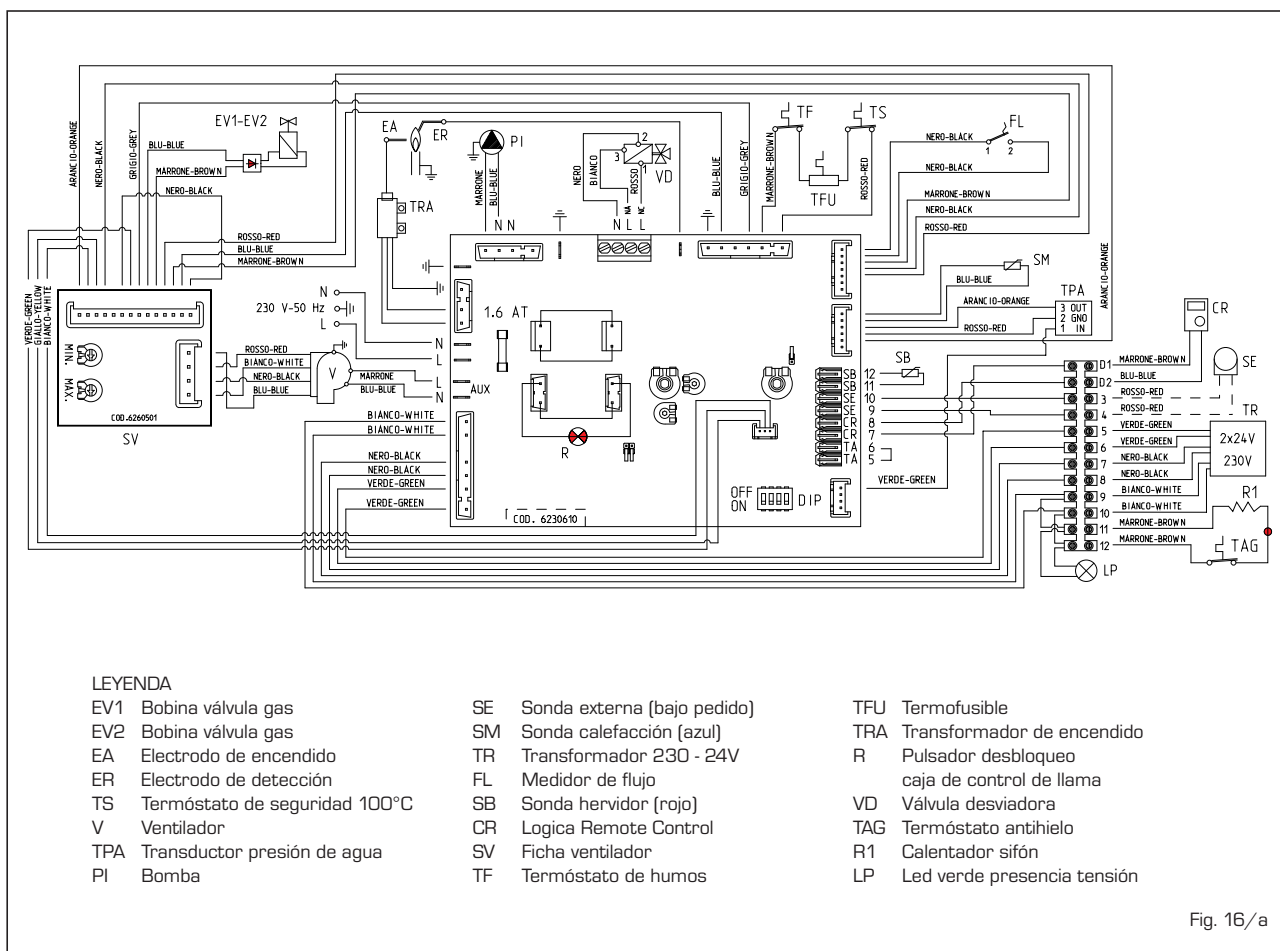 ARANCIO-ORANGE
NERO-BLACK
GRIGIO-GREY
EV1-EV2
BLU-BLUE
MARRONE-BROWN
NERO-BLACK
EA
ER
TRA
PI
MARRONE
BLU-BLUE
N N
NERO
BIANCO
ROSSO
2
3
1
VD
NA
NC
N L L
BLU-BLUE
GRIGIO-GREY
MARRONE-BROWN
TF
TS
TFU
ROSSO-RED
FL
1 2
NERO-BLACK
NERO-BLACK
MARRONE-BROWN
NERO-BLACK
ROSSO-RED
ARANCIO-ORANGE
ROSSO-RED
BLU-BLUE
MARRONE-BROWN
VERDE-GREEN
GIALLO-YELLOW
BIANCO-WHITE
MIN.
MAX.
COD.6260501
SV
N
230 V-50 Hz
L
ROSSO-RED
BIANCO-WHITE
NERO-BLACK
BLU-BLUE
V
MARRONE
BLU-BLUE
N
L
L
N
AUX
1.6 AT
BIANCO-WHITE
BIANCO-WHITE
NERO-BLACK
NERO-BLACK
VERDE-GREEN
VERDE-GREEN
R
COD. 6230610
OFF
ON
DIP
SM
BLU-BLUE
ARANCIO-ORANGE
ROSSO-RED
TPA
3 OUT
2 GNO
1 IN
SB
SB 12
SB 11
SE 10
SE 9
CR 8
CR 7
TA 6
TA 5
VERDE-GREEN
CR
SE
TR
D1 MARRONE-BROWN
D2 BLU-BLUE
3 ROSSO-RED
4 ROSSO-RED
5 VERDE-GREEN
6 VERDE-GREEN
7 NERO-BLACK
8 NERO-BLACK
9 BIANCO-WHITE
10 BIANCO-WHITE
11 MARRONE-BROWN
12 MARRONE-BROWN
2x24V
230V
R1
TAG
LP
LEYENDA
EV1 Bobina válvula gas
EV2 Bobina válvula gas
EA Electrodo de encendido
ER Electrodo de detección
TS Termóstato de seguridad 100°C
V Ventilador
TPA Transductor presión de agua
PI Bomba
SE Sonda externa (bajo pedido)
SM Sonda calefacción (azul)
TR Transformador 230 - 24V
FL Medidor de flujo
SB Sonda hervidor (rojo)
CR Logica Remote Control
SV Ficha ventilador
TF Termóstato de humos
TFU Termofusible
TRA Transformador de encendido
R Pulsador desbloqueo
caja de control de llama
VD Válvula desviadora
TAG Termóstato antihielo
R1 Calentador sifón
LP Led verde presencia tensión
Fig. 16/a